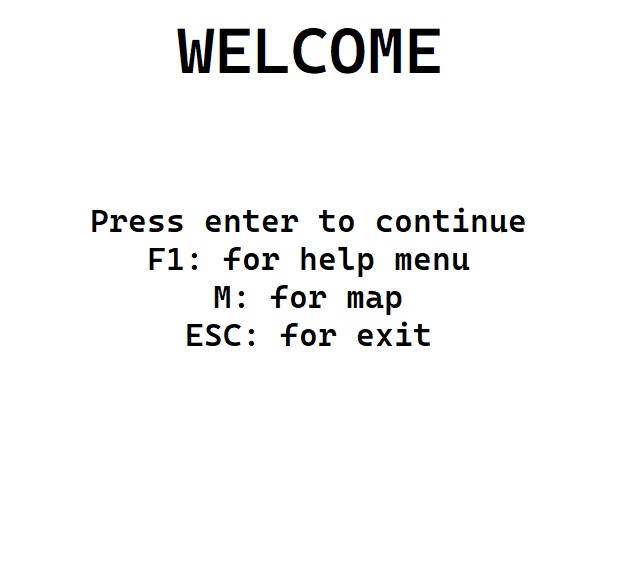 WELCOME
Press enter to continue
F1: for help menu
M: for map
ESC: for exit